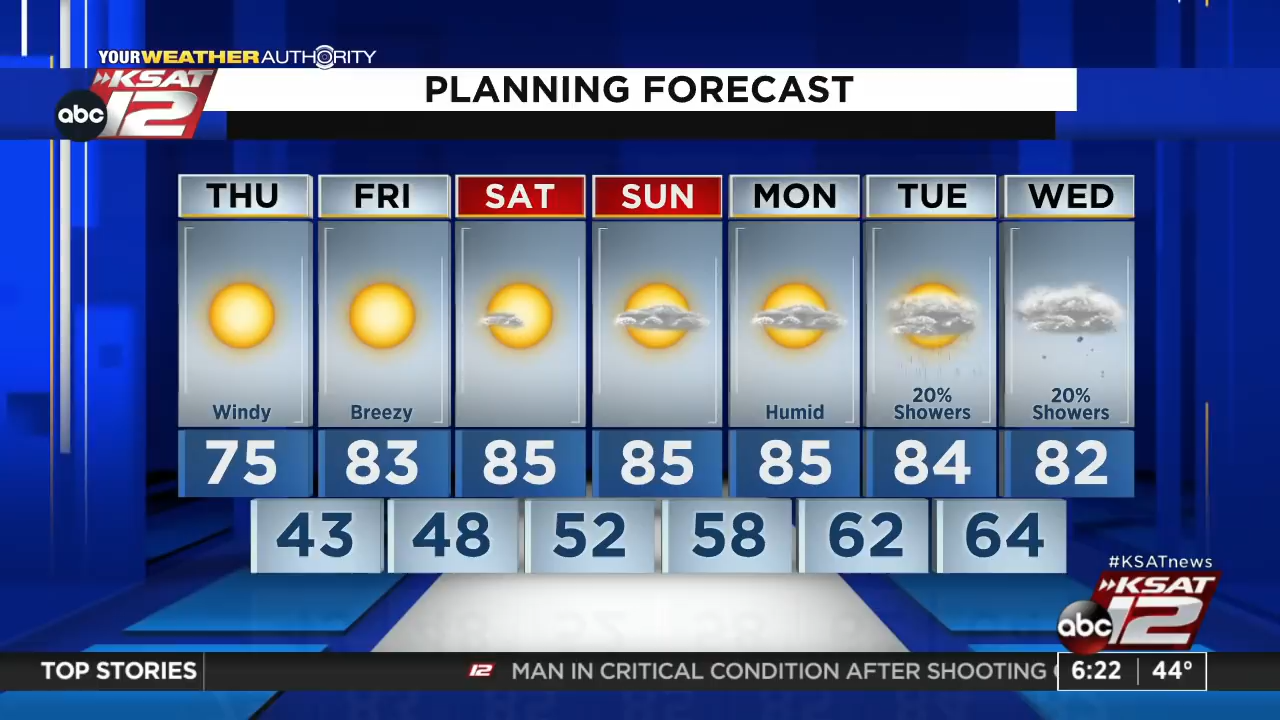 YOURWEATHERAUTHORITY
KSAT
abc 12
PLANNING FORECAST
THU FRI SAT SUN MON TUE WED
Windy Breezy Humid 20% Showers 20% Showers
75 83 85 85 85 84 82
43 48 52 58 62 64
#KSATnews
KSAT
abc 12
TOP STORIES 12 MAN IN CRITICAL CONDITION AFTER SHOOTING 6:22 44°